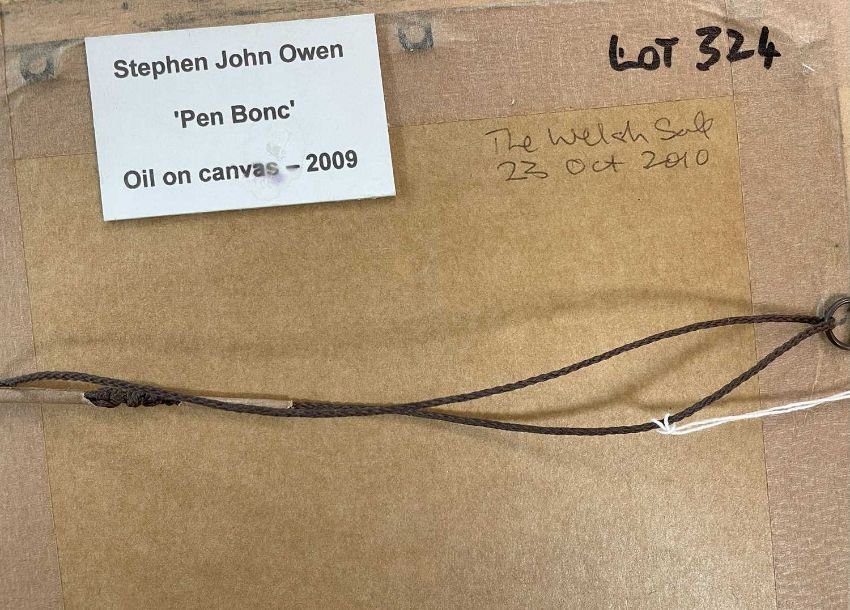 Stephen John Owen
'Pen Bonc'
Oil on canvas – 2009
LOT 324
The Welsh Sale
23 Oct 2010